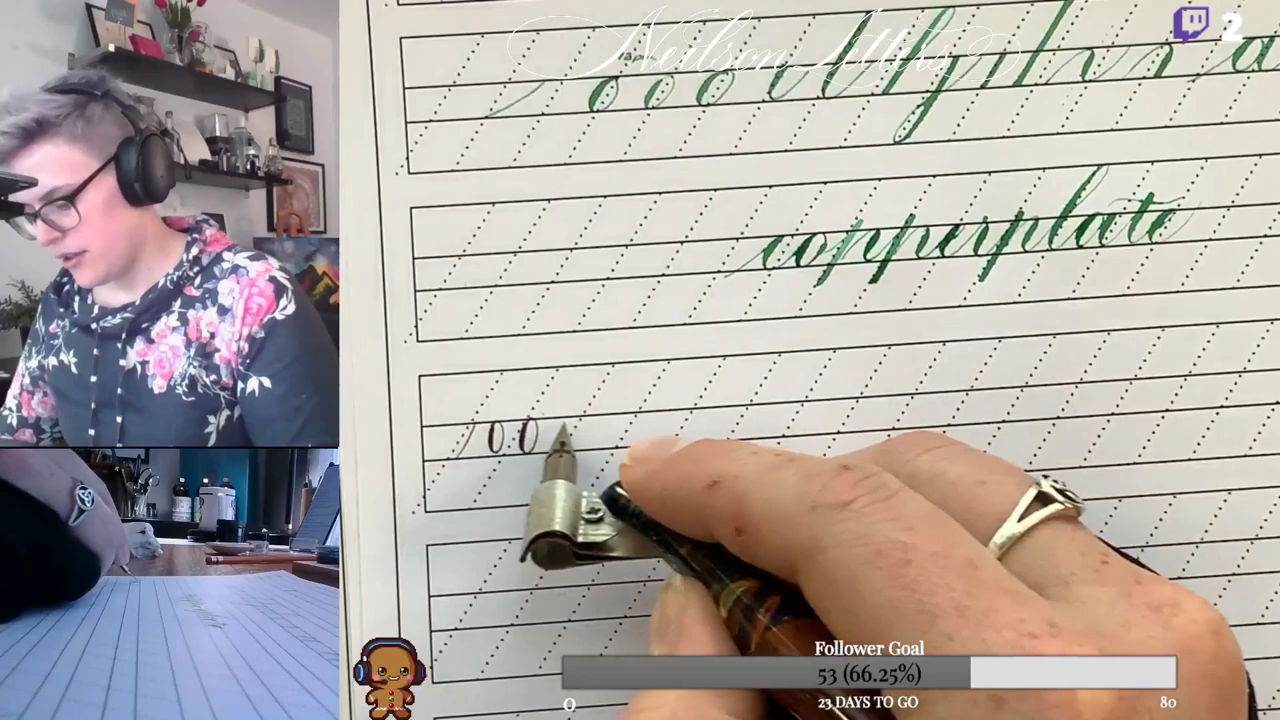 Neilson Letters
2
copperplate
Follower Goal
53 (66.25%)
0
23 DAYS TO GO
80